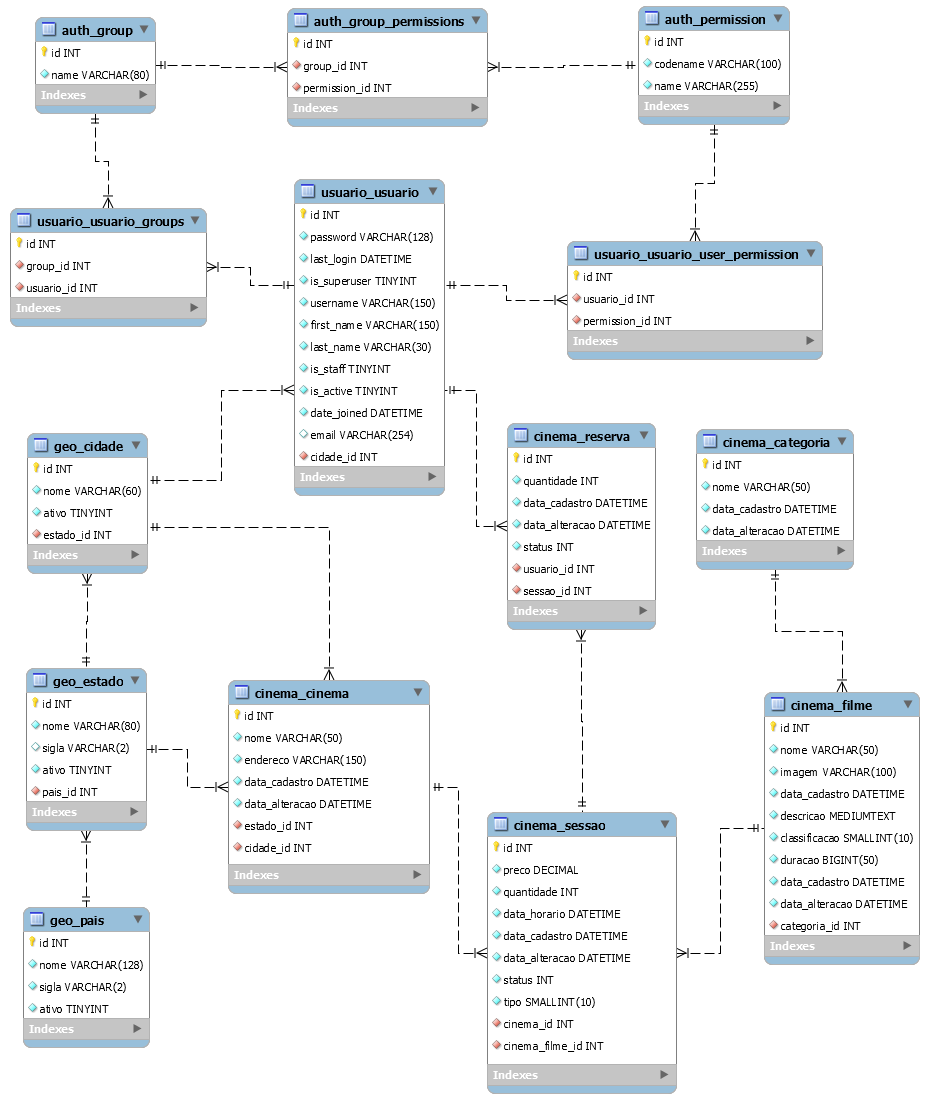 auth_group
id INT
name VARCHAR(80)
Indexes
auth_group_permissions
id INT
group_id INT
permission_id INT
Indexes
auth_permission
id INT
codename VARCHAR(100)
name VARCHAR(255)
Indexes
usuario_usuario_groups
id INT
group_id INT
usuario_id INT
Indexes
usuario_usuario
id INT
password VARCHAR(128)
last_login DATETIME
is_superuser TINYINT
username VARCHAR(150)
first_name VARCHAR(150)
last_name VARCHAR(30)
is_staff TINYINT
is_active TINYINT
date_joined DATETIME
email VARCHAR(254)
cidade_id INT
Indexes
usuario_usuario_user_permission
id INT
usuario_id INT
permission_id INT
Indexes
geo_cidade
id INT
nome VARCHAR(60)
ativo TINYINT
estado_id INT
Indexes
cinema_reserva
id INT
quantidade INT
data_cadastro DATETIME
data_alteracao DATETIME
status INT
usuario_id INT
sessao_id INT
Indexes
cinema_categoria
id INT
nome VARCHAR(50)
data_cadastro DATETIME
data_alteracao DATETIME
Indexes
geo_estado
id INT
nome VARCHAR(80)
sigla VARCHAR(2)
ativo TINYINT
pais_id INT
Indexes
cinema_cinema
id INT
nome VARCHAR(50)
endereco VARCHAR(150)
data_cadastro DATETIME
data_alteracao DATETIME
estado_id INT
cidade_id INT
Indexes
cinema_filme
id INT
nome VARCHAR(50)
imagem VARCHAR(100)
data_cadastro DATETIME
descricao MEDIUMTEXT
classificacao SMALLINT(10)
duracao BIGINT(50)
data_cadastro DATETIME
data_alteracao DATETIME
categoria_id INT
Indexes
geo_pais
id INT
nome VARCHAR(128)
sigla VARCHAR(2)
ativo TINYINT
Indexes
cinema_sessao
id INT
preco DECIMAL
quantidade INT
data_horario DATETIME
data_cadastro DATETIME
data_alteracao DATETIME
status INT
tipo SMALLINT(10)
cinema_id INT
cinema_filme_id INT
Indexes